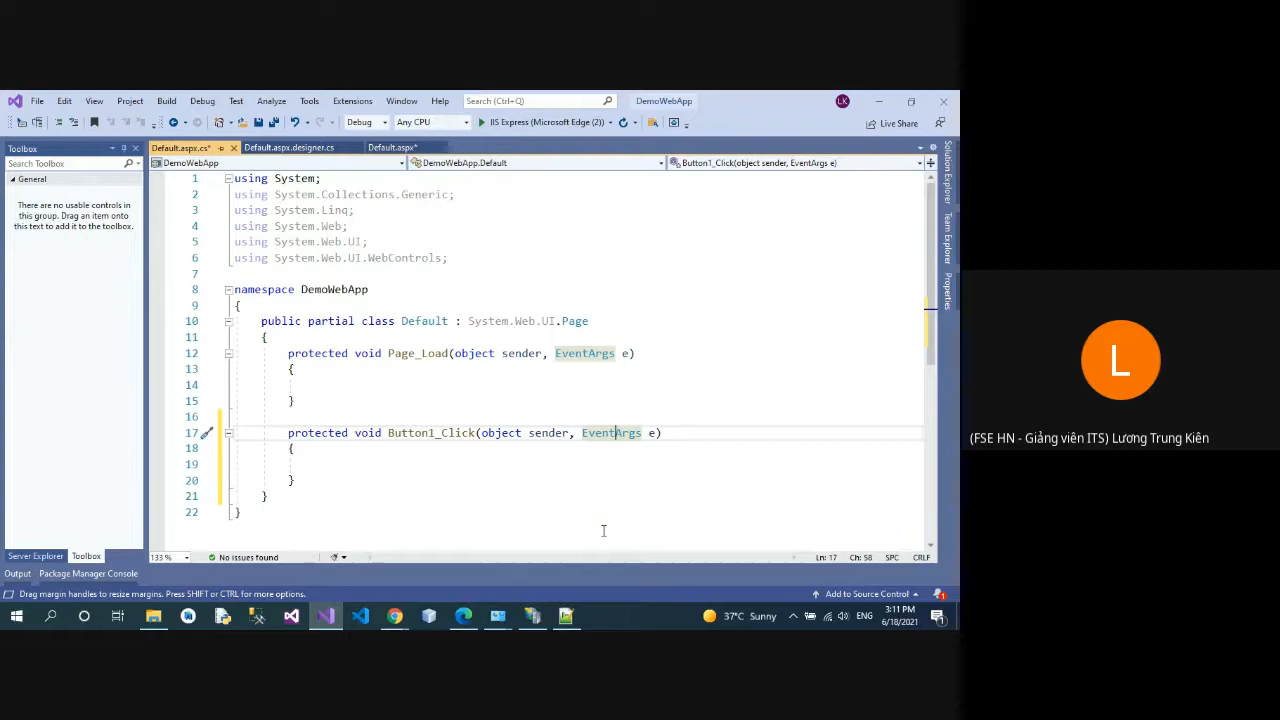 File Edit View Project Build Debug Test Analyze Tools Extensions Window Help Search (Ctrl+Q) DemoWebApp LK
Debug Any CPU IIS Express (Microsoft Edge (2)) Live Share
Toolbox
Search Toolbox
General
There are no usable controls in
this group. Drag an item onto
this text to add it to the toolbox.
Default.aspx.cs* Default.aspx.designer.cs Default.aspx*
DemoWebApp DemoWebApp.Default Button1_Click(object sender, EventArgs e)
1 using System;
2 using System.Collections.Generic;
3 using System.Linq;
4 using System.Web;
5 using System.Web.UI;
6 using System.Web.UI.WebControls;
7
8 namespace DemoWebApp
9 {
10 public partial class Default : System.Web.UI.Page
11 {
12 protected void Page_Load(object sender, EventArgs e)
13 {
14
15 }
16
17 protected void Button1_Click(object sender, EventArgs e)
18 {
19
20 }
21 }
22 }
Solution Explorer
Team Explorer
Properties
Server Explorer Toolbox
133 % No issues found Ln: 17 Ch: 58 SPC CRLF
Output Package Manager Console
Drag margin handles to resize margins. Press SHIFT or CTRL for more options. Add to Source Control 1
37°C Sunny ENG 3:11 PM
6/18/2021 1
L
(FSE HN - Giảng viên ITS) Lương Trung Kiên